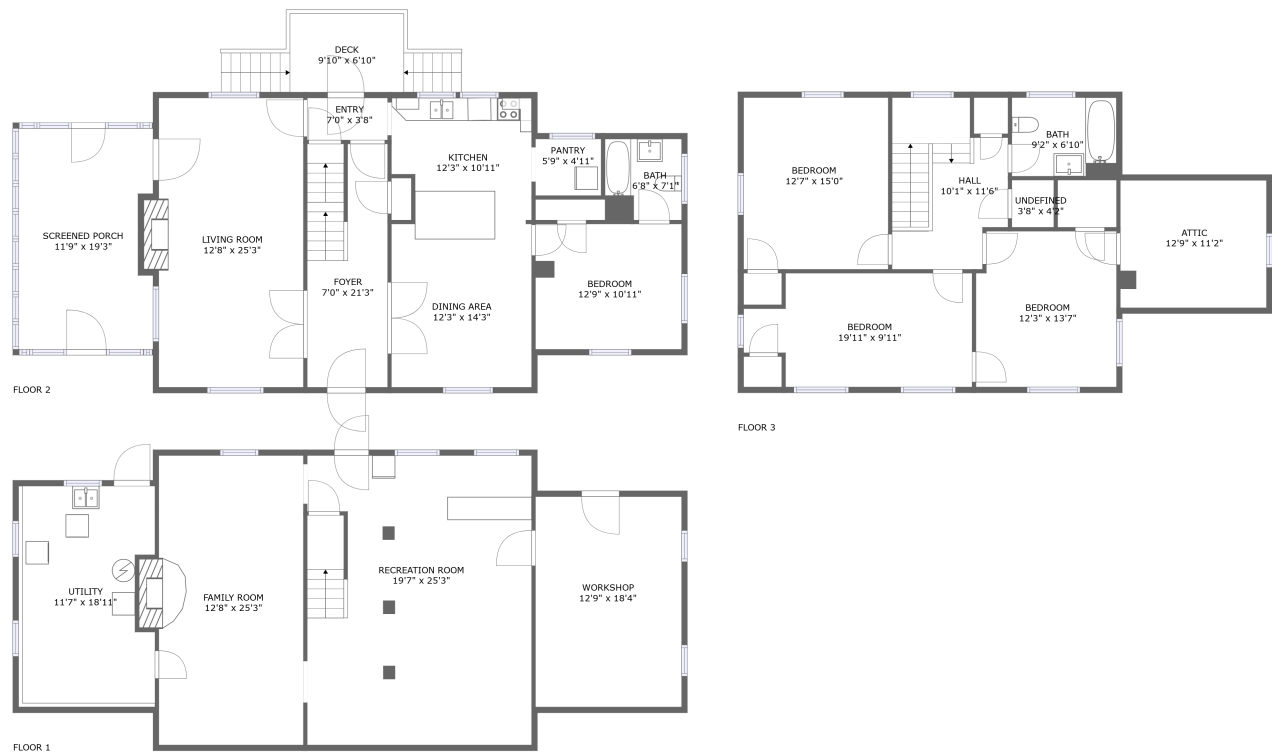 DECK
9'10" x 6'10"
ENTRY
7'0" x 3'8"
KITCHEN
12'3" x 10'11"
PANTRY
5'9" x 4'11"
BATH
6'8" x 7'1"
SCREENED PORCH
11'9" x 19'3"
LIVING ROOM
12'8" x 25'3"
FOYER
7'0" x 21'3"
DINING AREA
12'3" x 14'3"
BEDROOM
12'9" x 10'11"
FLOOR 2
BEDROOM
12'7" x 15'0"
HALL
10'1" x 11'6"
BATH
9'2" x 6'10"
UNDEFINED
3'8" x 4'2"
ATTIC
12'9" x 11'2"
BEDROOM
19'11" x 9'11"
BEDROOM
12'3" x 13'7"
FLOOR 3
UTILITY
11'7" x 18'11"
FAMILY ROOM
12'8" x 25'3"
RECREATION ROOM
19'7" x 25'3"
WORKSHOP
12'9" x 18'4"
FLOOR 1